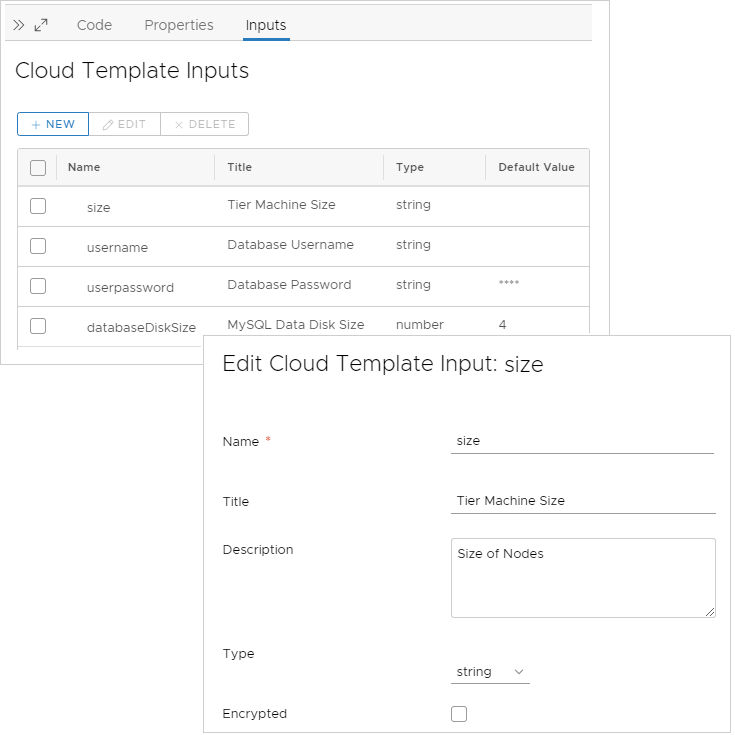 Code Properties Inputs
Cloud Template Inputs
+ NEW EDIT × DELETE
Name Title Type Default Value
size Tier Machine Size string
username Database Username string
userpassword Database Password string ****
databaseDiskSize MySQL Data Disk Size number 4
Edit Cloud Template Input: size
Name * size
Title Tier Machine Size
Description Size of Nodes
Type string
Encrypted